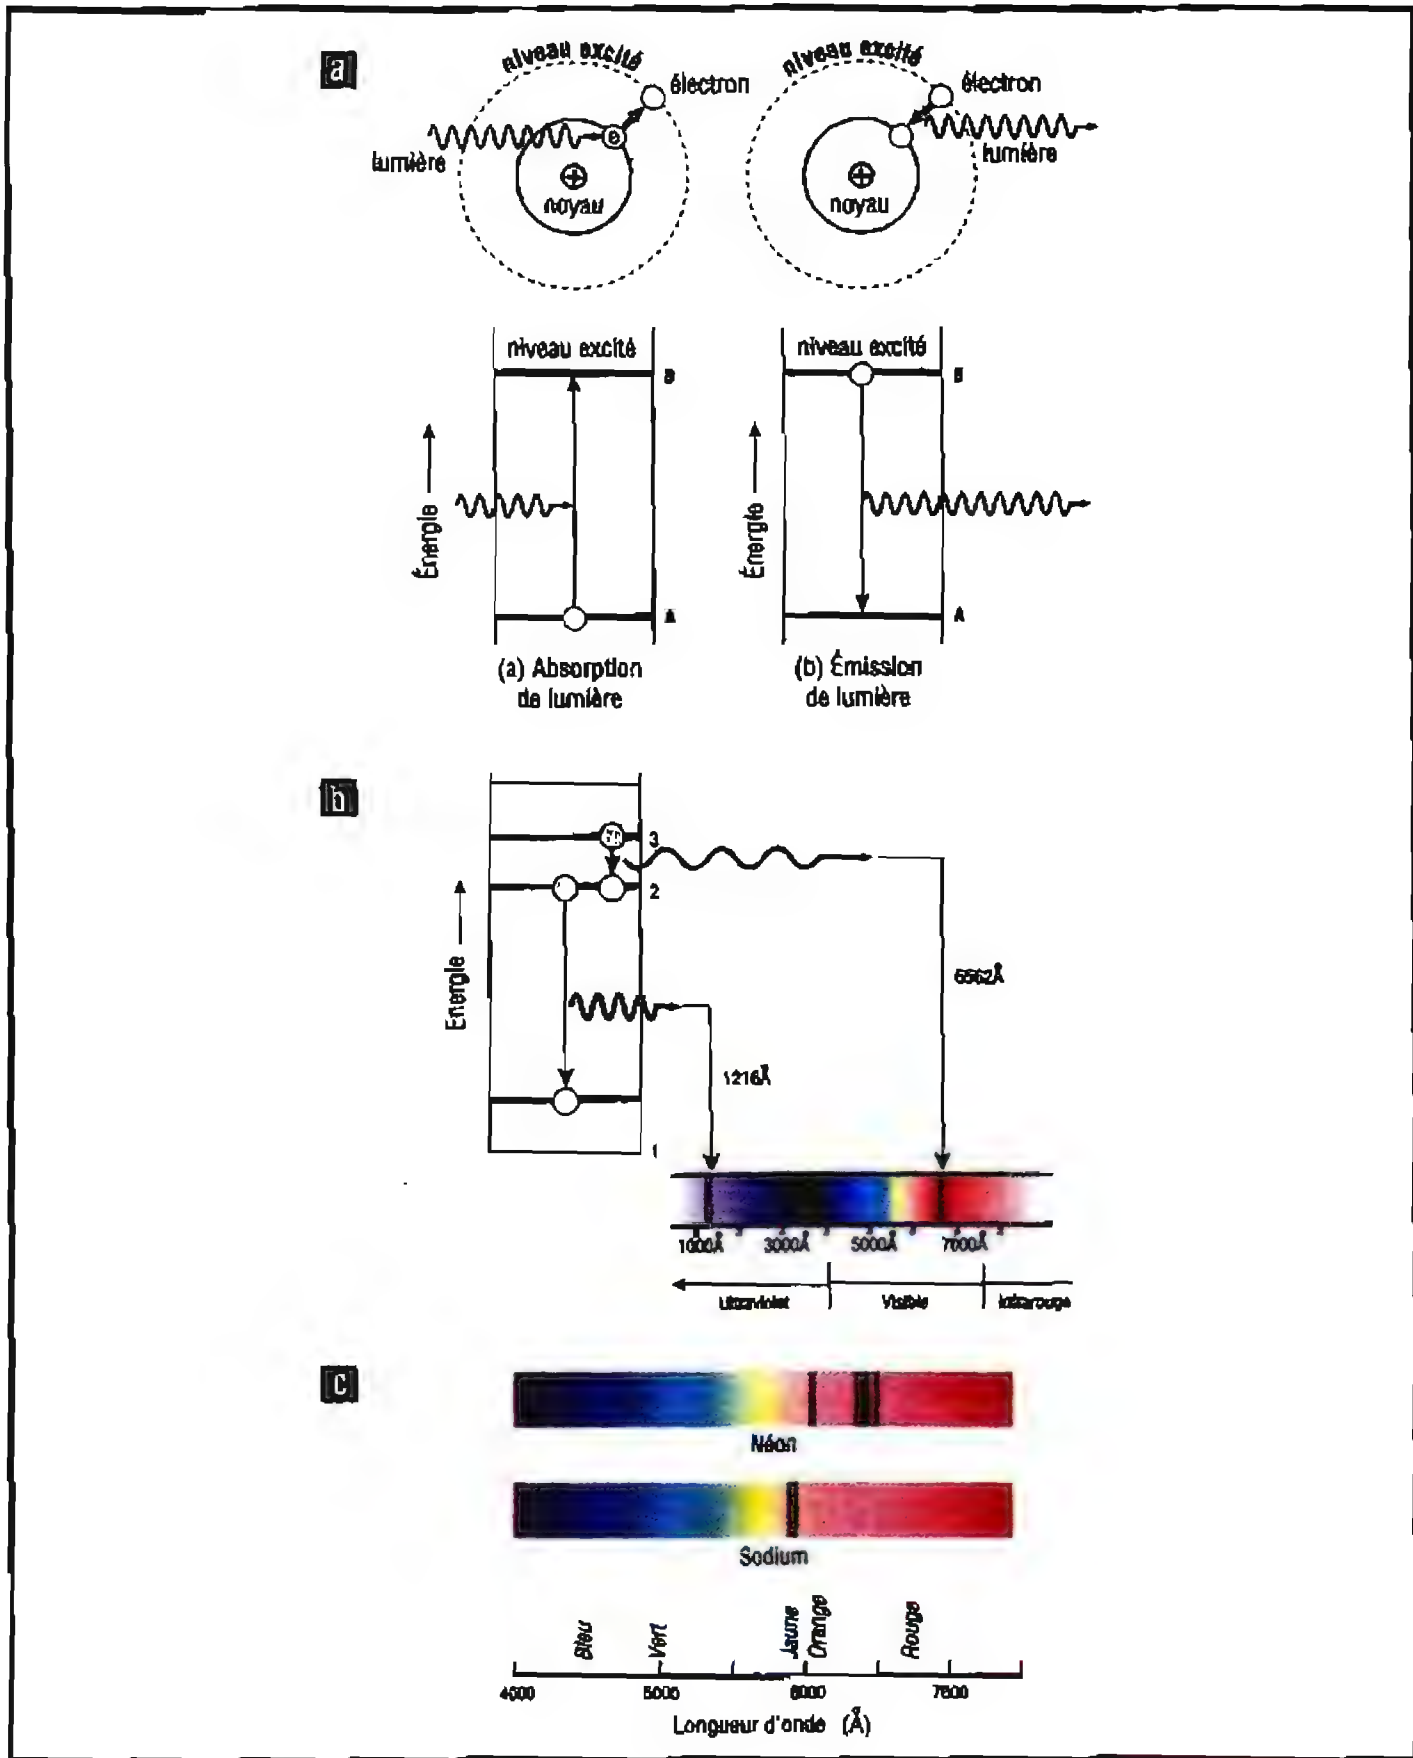 a
niveau excité
électron
lumière
noyau
niveau excité
électron
lumière
noyau
niveau excité
B
Énergie
A
(a) Absorption
de lumière
niveau excité
B
Énergie
A
(b) Émission
de lumière
b
3
2
Energie
6562Å
1216Å
1
1000Å 3000Å 5000Å 7000Å
Ultraviolet Visible Infrarouge
c
Néon
Sodium
Bleu Vert Jaune Orange Rouge
4000 5000 6000 7000
Longueur d'onde (Å)